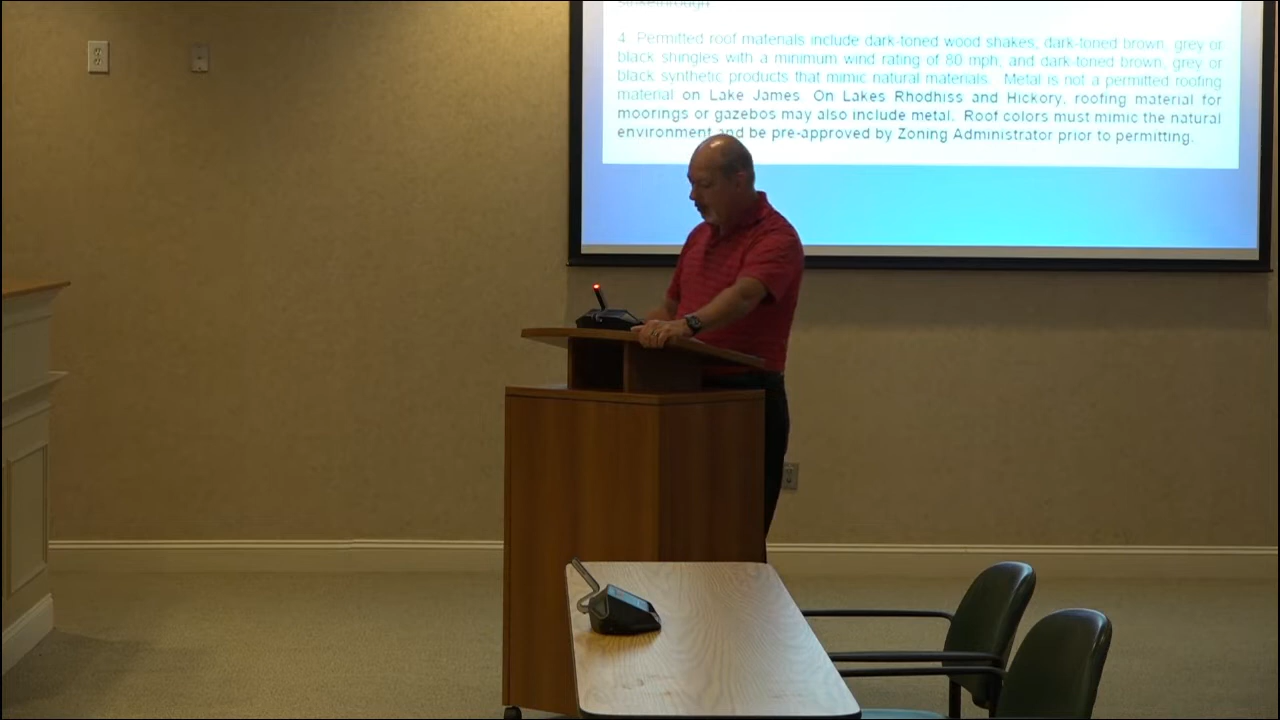 strikethrough.
4. Permitted roof materials include dark-toned wood shakes; dark-toned brown, grey or
black shingles with a minimum wind rating of 80 mph; and dark-toned brown, grey or
black synthetic products that mimic natural materials. Metal is not a permitted roofing
material on Lake James. On Lakes Rhodhiss and Hickory, roofing material for
moorings or gazebos may also include metal. Roof colors must mimic the natural
environment and be pre-approved by Zoning Administrator prior to permitting.